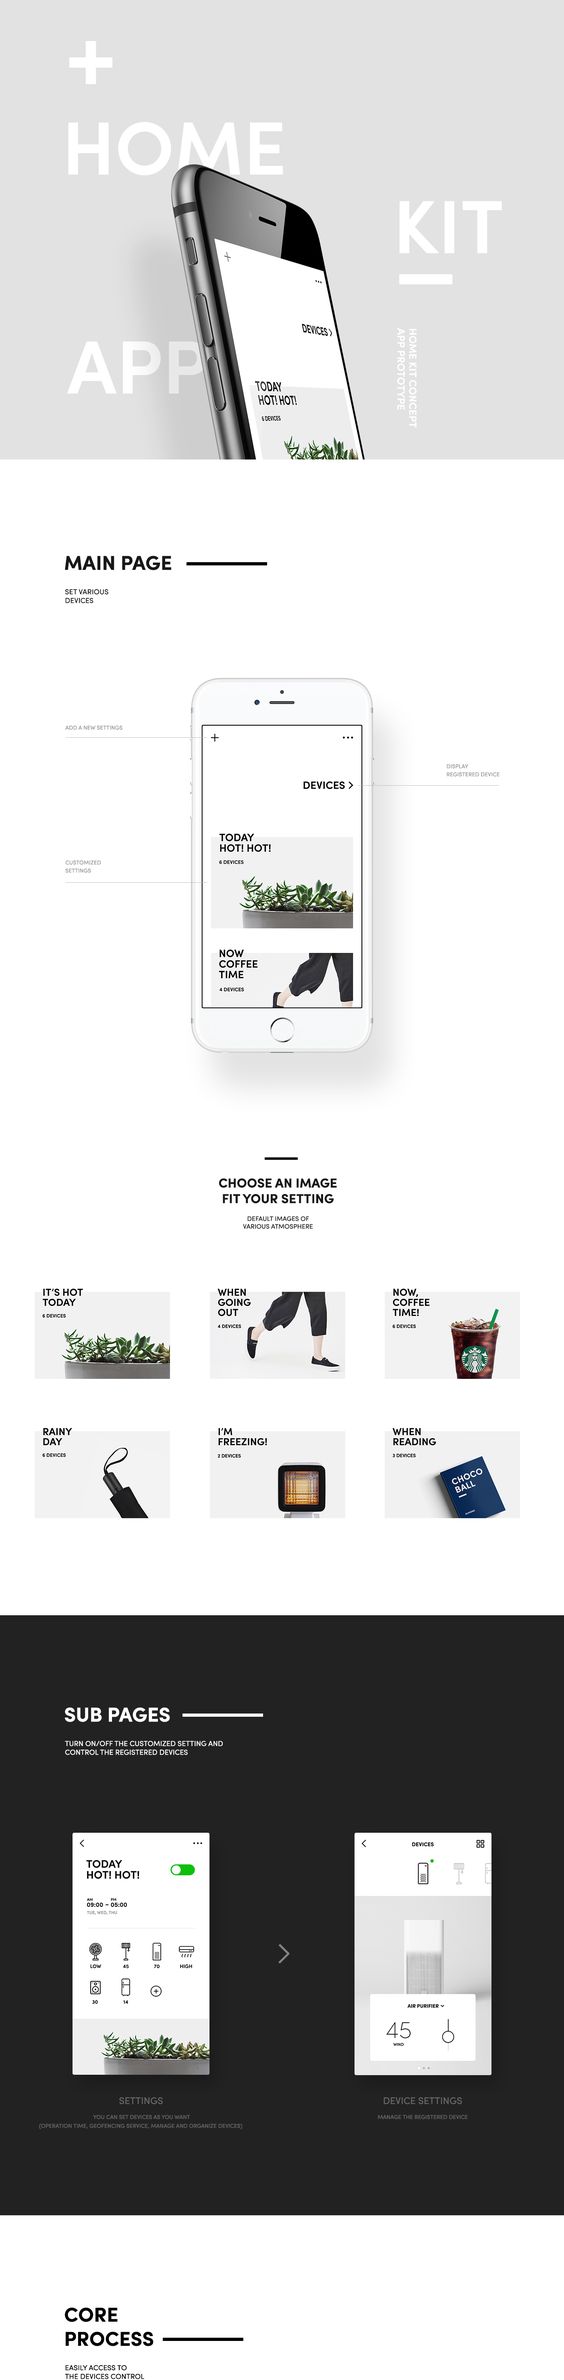 HOME
KIT
APP
HOME KIT CONCEPT
APP PROTOTYPE
DEVICES
TODAY
HOT! HOT!
6 DEVICES
MAIN PAGE
SET VARIOUS
DEVICES
ADD A NEW SETTINGS
DISPLAY
REGISTERED DEVICE
DEVICES
TODAY
HOT! HOT!
6 DEVICES
CUSTOMIZED
SETTINGS
NOW
COFFEE
TIME
4 DEVICES
CHOOSE AN IMAGE
FIT YOUR SETTING
DEFAULT IMAGES OF
VARIOUS ATMOSPHERE
IT'S HOT
TODAY
6 DEVICES
WHEN
GOING
OUT
4 DEVICES
NOW,
COFFEE
TIME!
6 DEVICES
RAINY
DAY
6 DEVICES
I'M
FREEZING!
2 DEVICES
WHEN
READING
3 DEVICES
CHOCO
BALL
SUB PAGES
TURN ON/OFF THE CUSTOMIZED SETTING AND
CONTROL THE REGISTERED DEVICES
TODAY
HOT! HOT!
AM PM
09:00 – 05:00
TUE, WED, THU
LOW 45 70 HIGH
30 14
DEVICES
AIR PURIFIER
45
WIND
SETTINGS
YOU CAN SET DEVICES AS YOU WANT
(OPERATION TIME, GEOFENCING SERVICE, MANAGE AND ORGANIZE DEVICES)
DEVICE SETTINGS
MANAGE THE REGISTERED DEVICE
CORE
PROCESS
EASILY ACCESS TO
THE DEVICES CONTROL